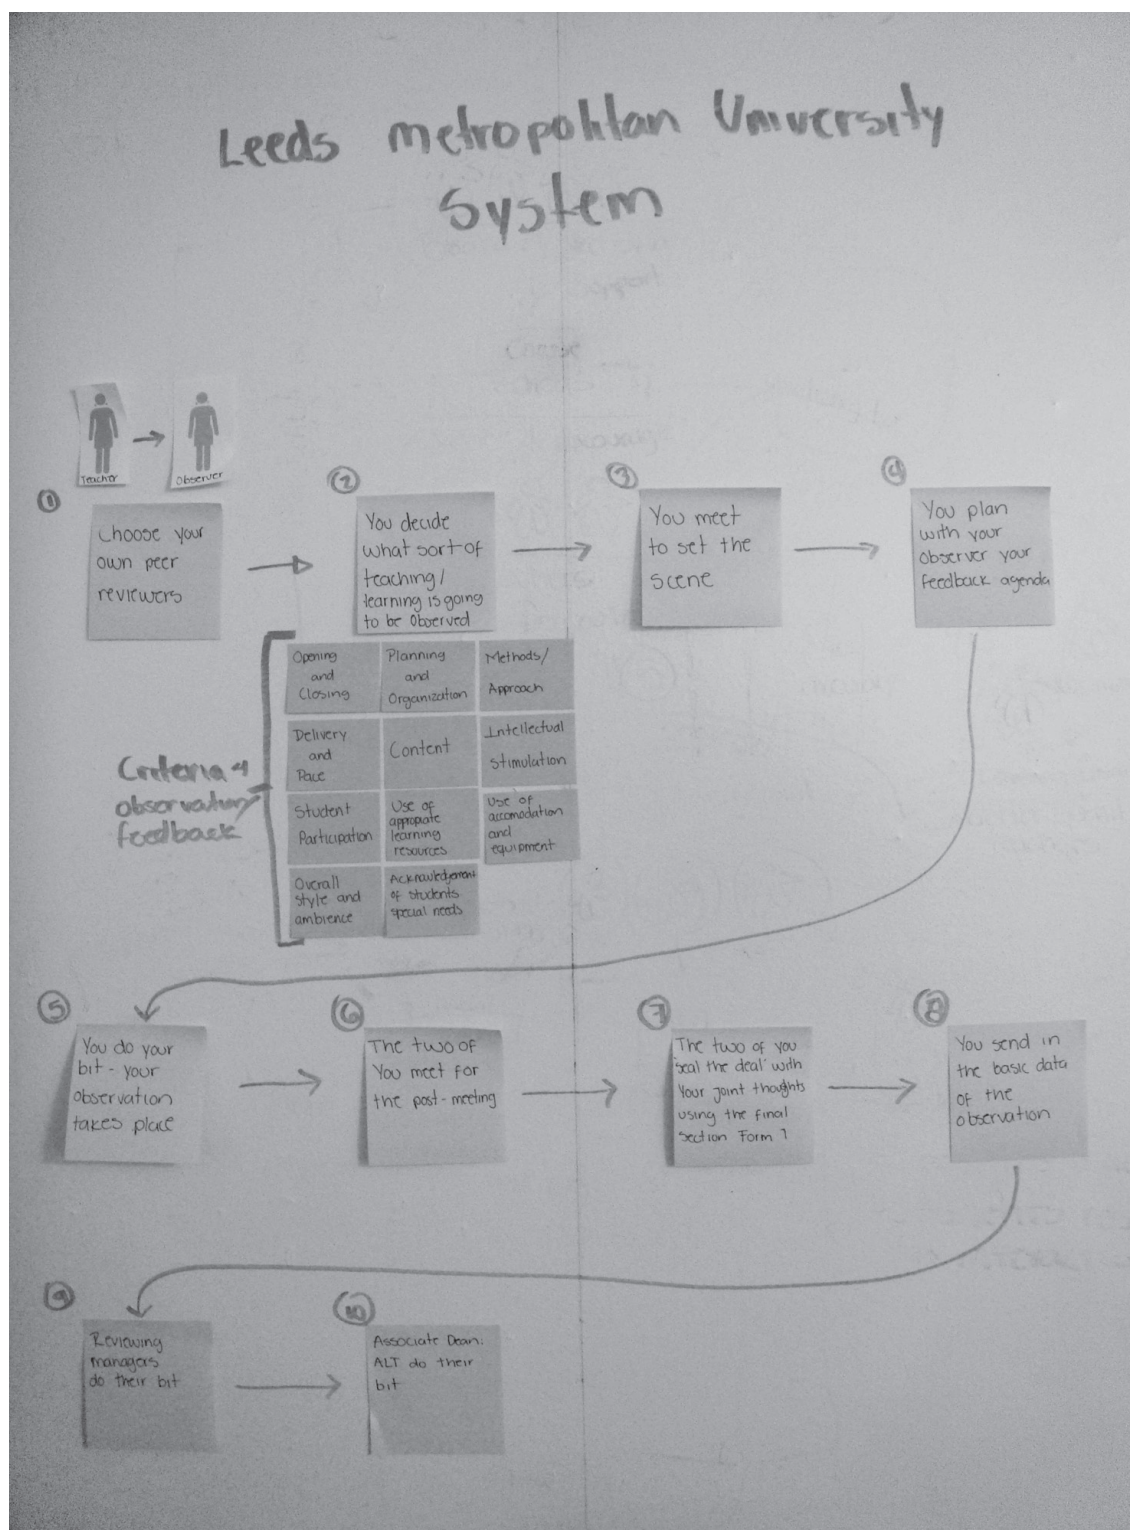 Leeds metropolitan University
System
Teacher
Observer
1
Choose your
own peer
reviewers
2
You decide
what sort of
teaching/
learning is going
to be observed
3
You meet
to set the
scene
4
You plan
with your
observer your
feedback agenda
Criteria 4
observation/
feedback
Opening
and
Closing
Planning
and
Organization
Methods/
Approach
Delivery
and
Pace
Content
Intellectual
stimulation
Student
Participation
Use of
appropiate
learning
resources
Use of
accomodation
and
equipment
Overall
style and
ambience
Acknowledgement
of students
special needs
5
You do your
bit - your
observation
takes place
6
The two of
You meet for
the post-meeting
7
The two of you
'seal the deal' with
Your joint thoughts
using the final
section Form 1
8
You send in
the basic data
of the
observation
9
Reviewing
managers
do their bit
10
Associate Dean:
ALT do their
bit